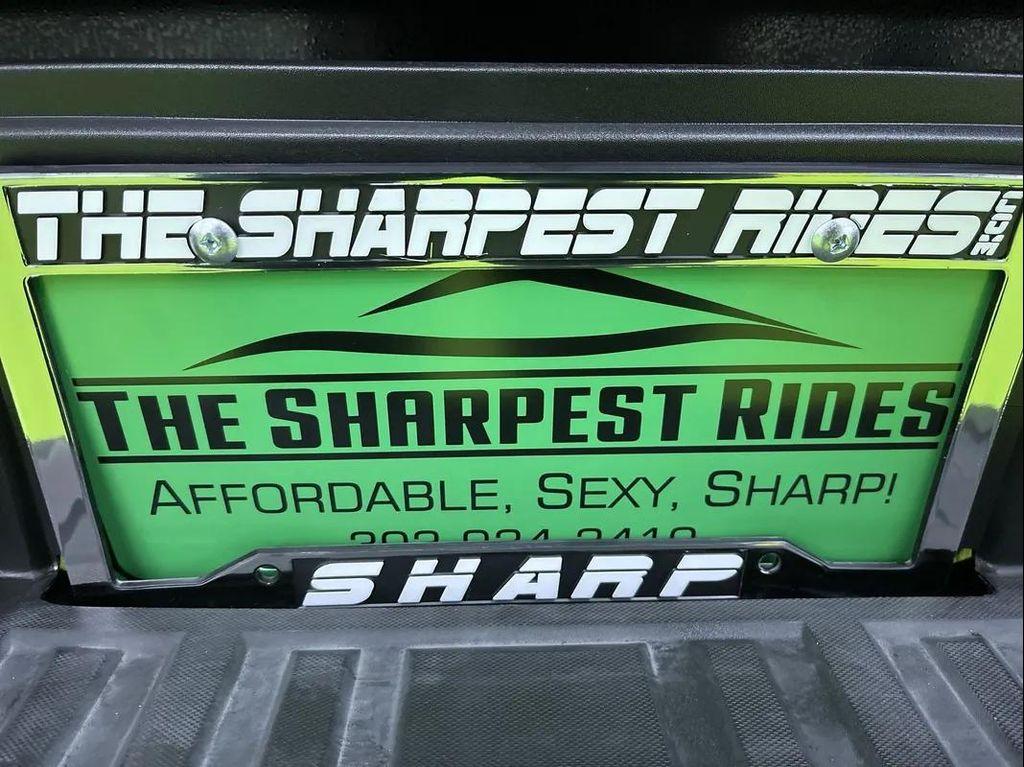 THE SHARPEST RIDES.COM
THE SHARPEST RIDES
AFFORDABLE, SEXY, SHARP!
SHARP